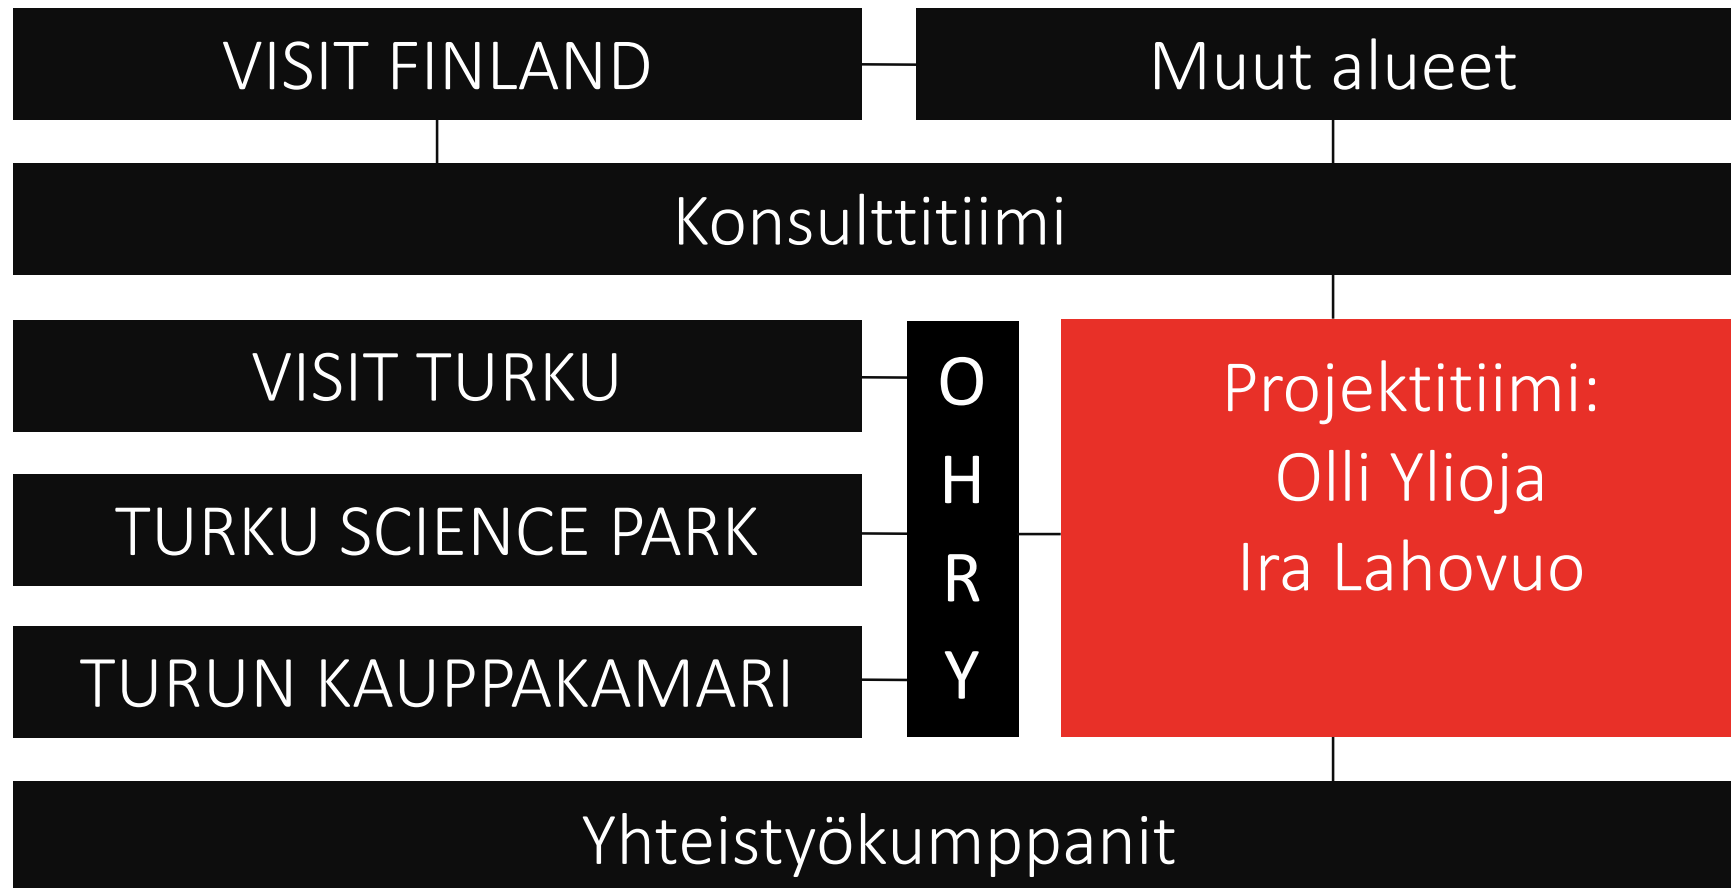 VISIT FINLAND
Muut alueet
Konsulttitiimi
VISIT TURKU
TURKU SCIENCE PARK
TURUN KAUPPAKAMARI
O
H
R
Y
Projektitiimi:
Olli Ylioja
Ira Lahovuo
Yhteistyökumppanit